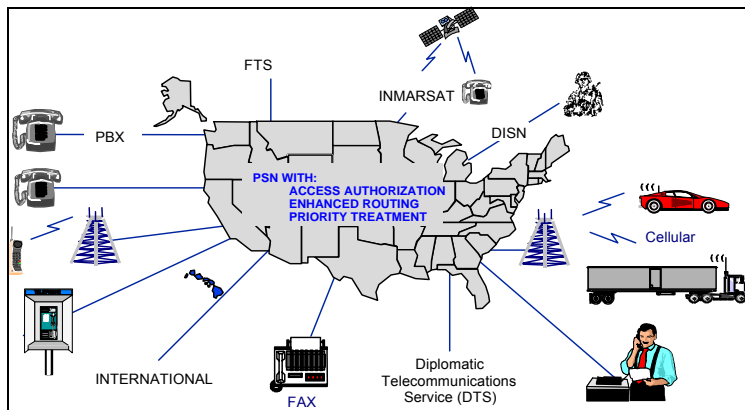 FTS
INMARSAT
PBX
DISN
PSN WITH:
ACCESS AUTHORIZATION
ENHANCED ROUTING
PRIORITY TREATMENT
Cellular
INTERNATIONAL
FAX
Diplomatic
Telecommunications
Service (DTS)